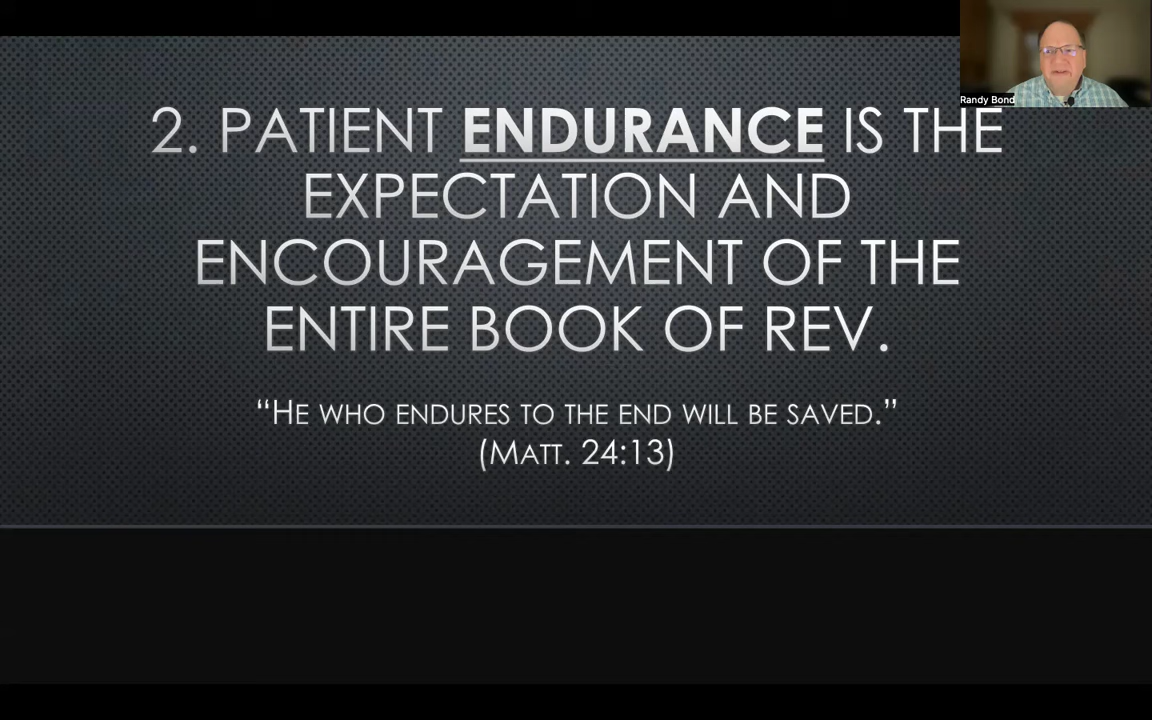 Randy Bond
2. PATIENT ENDURANCE IS THE
EXPECTATION AND
ENCOURAGEMENT OF THE
ENTIRE BOOK OF REV.
“HE WHO ENDURES TO THE END WILL BE SAVED.”
(MATT. 24:13)